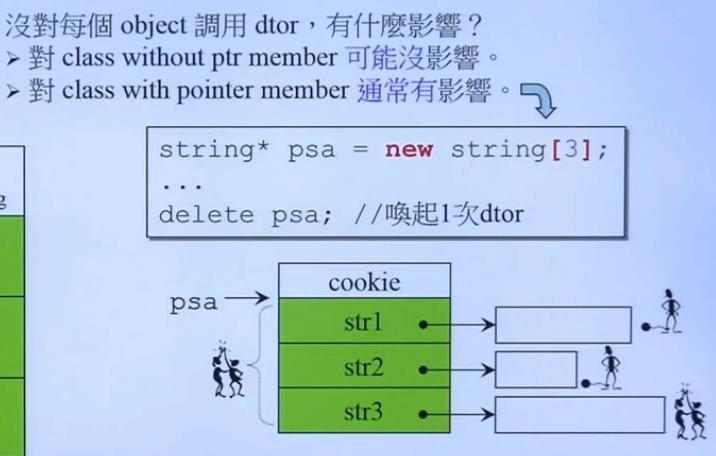 沒對每個 object 調用 dtor，有什麼影響？
➢ 對 class without ptr member 可能沒影響。
➢ 對 class with pointer member 通常有影響。
string* psa = new string[3];
...
delete psa; //喚起1次dtor
cookie
psa
str1
str2
str3
g